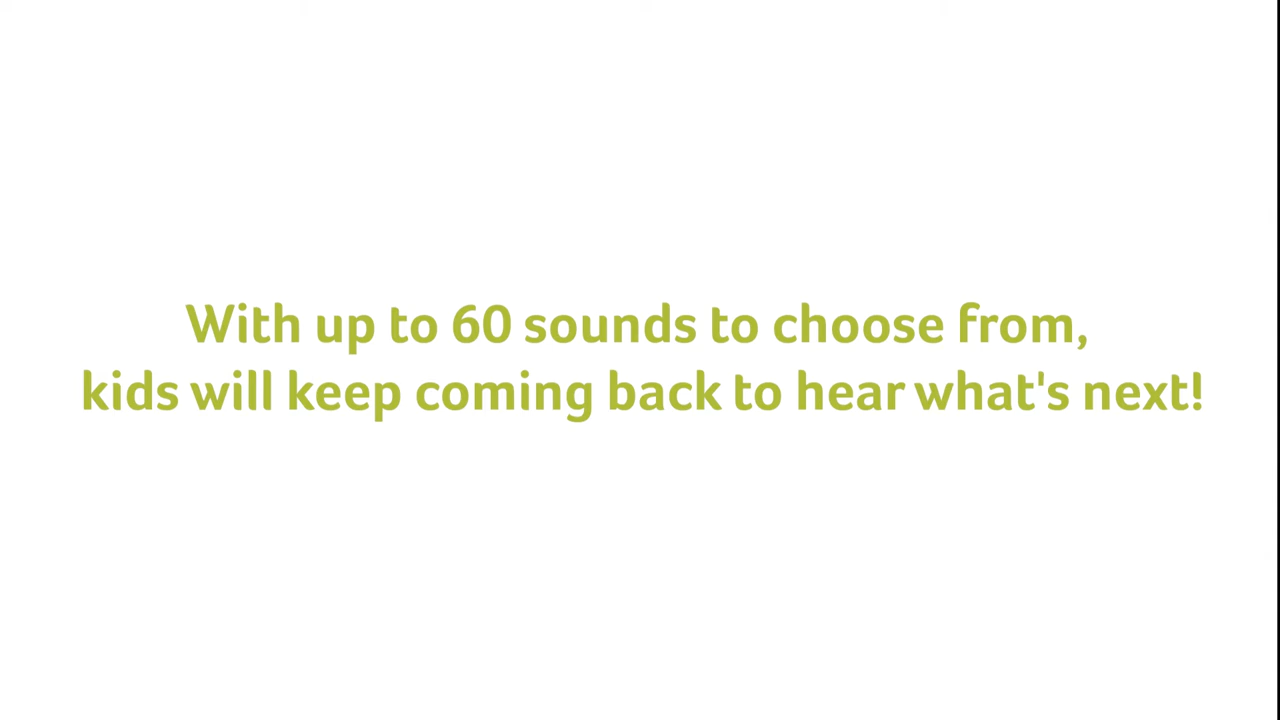 With up to 60 sounds to choose from,
kids will keep coming back to hear what's next!